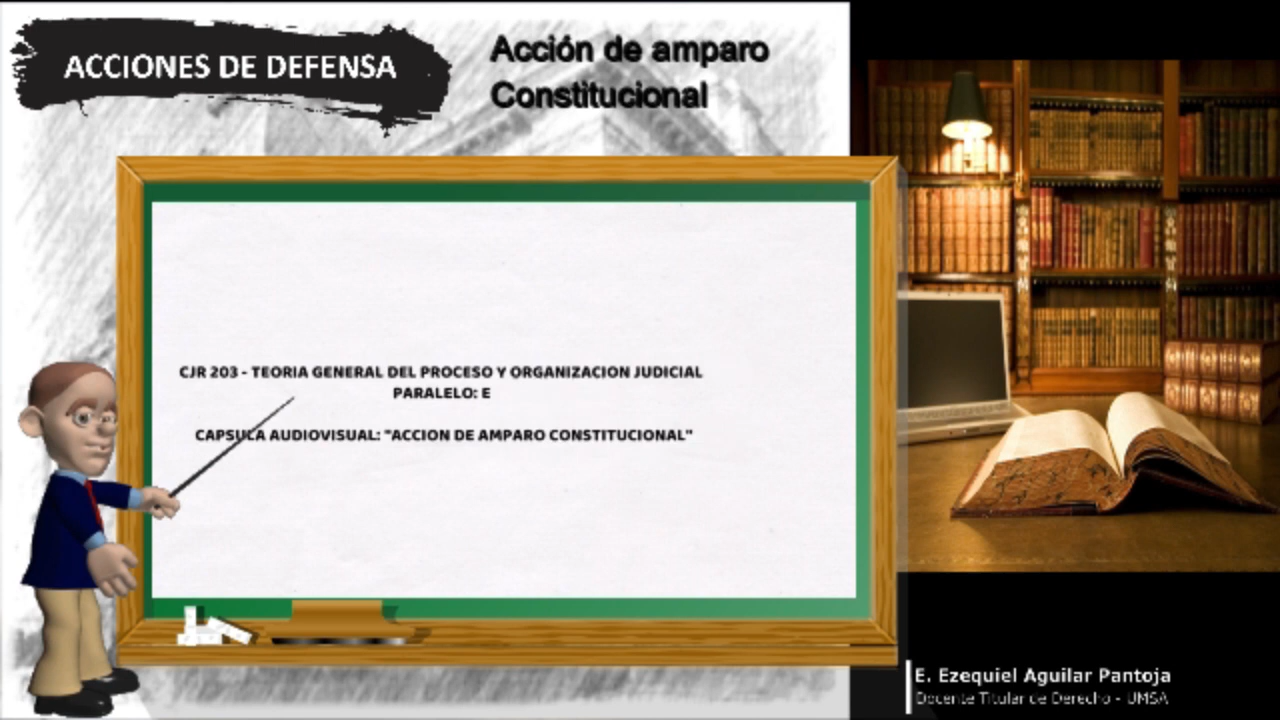 ACCIONES DE DEFENSA
Acción de amparo
Constitucional
CJR 203 - TEORIA GENERAL DEL PROCESO Y ORGANIZACION JUDICIAL
PARALELO: E
CAPSULA AUDIOVISUAL: "ACCION DE AMPARO CONSTITUCIONAL"
E. Ezequiel Aguilar Pantoja
Docente Titular de Derecho - UMSA